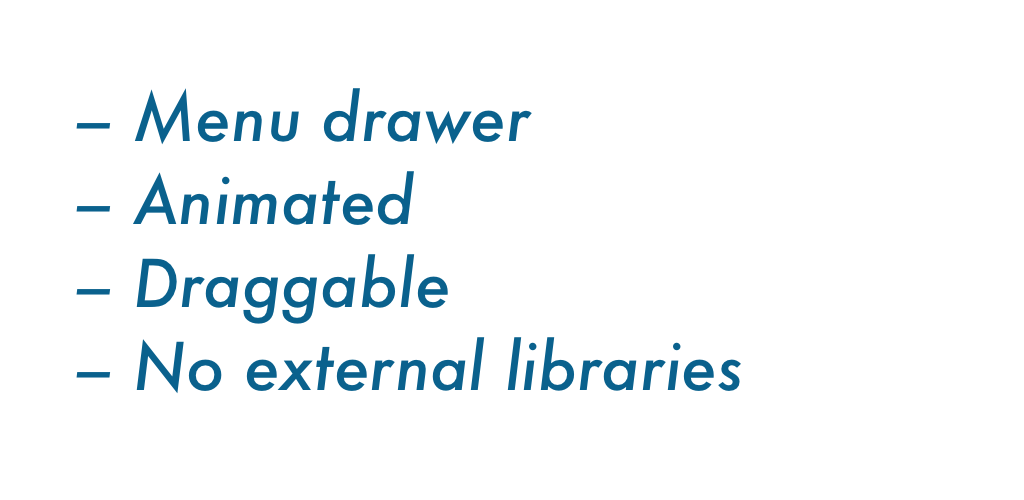 – Menu drawer
– Animated
– Draggable
– No external libraries